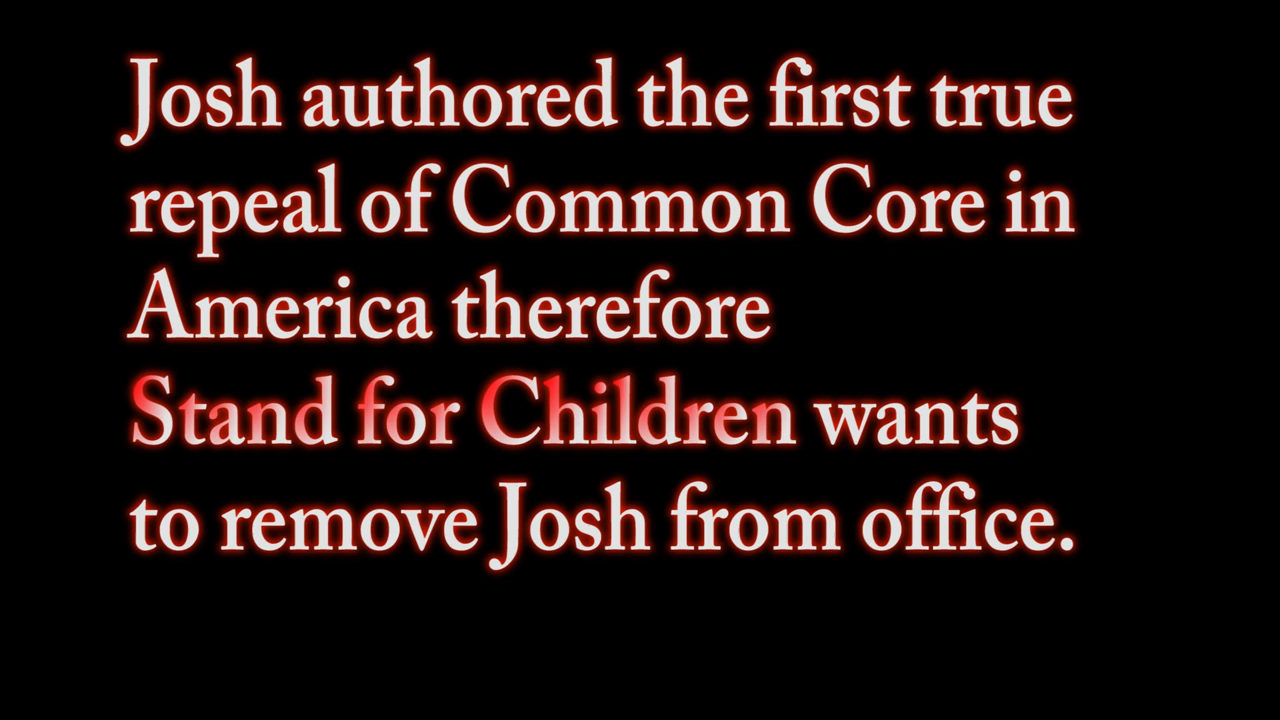 Josh authored the first true
repeal of Common Core in
America therefore
Stand for Children wants
to remove Josh from office.